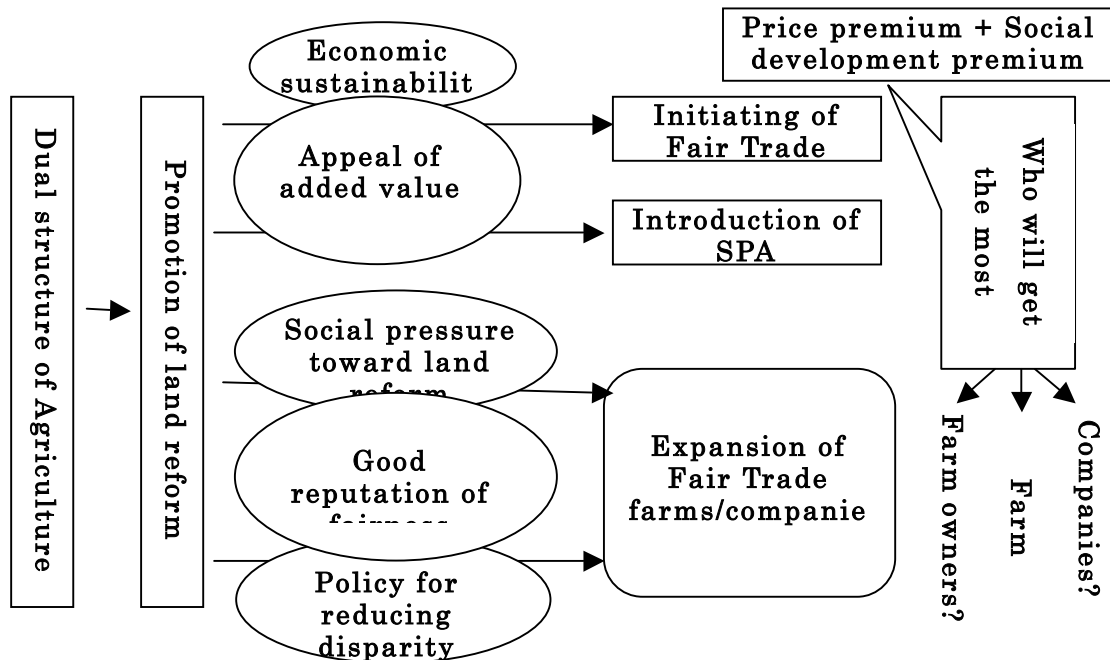 Dual structure of Agriculture
Promotion of land reform
Economic
sustainabilit
Appeal of
added value
Social pressure
toward land
reform
Good
reputation of
fairness
Policy for
reducing
disparity
Initiating of
Fair Trade
Introduction of
SPA
Expansion of
Fair Trade
farms/companie
Price premium + Social
development premium
Who will get
the most
Farm owners?
Farm
Companies?